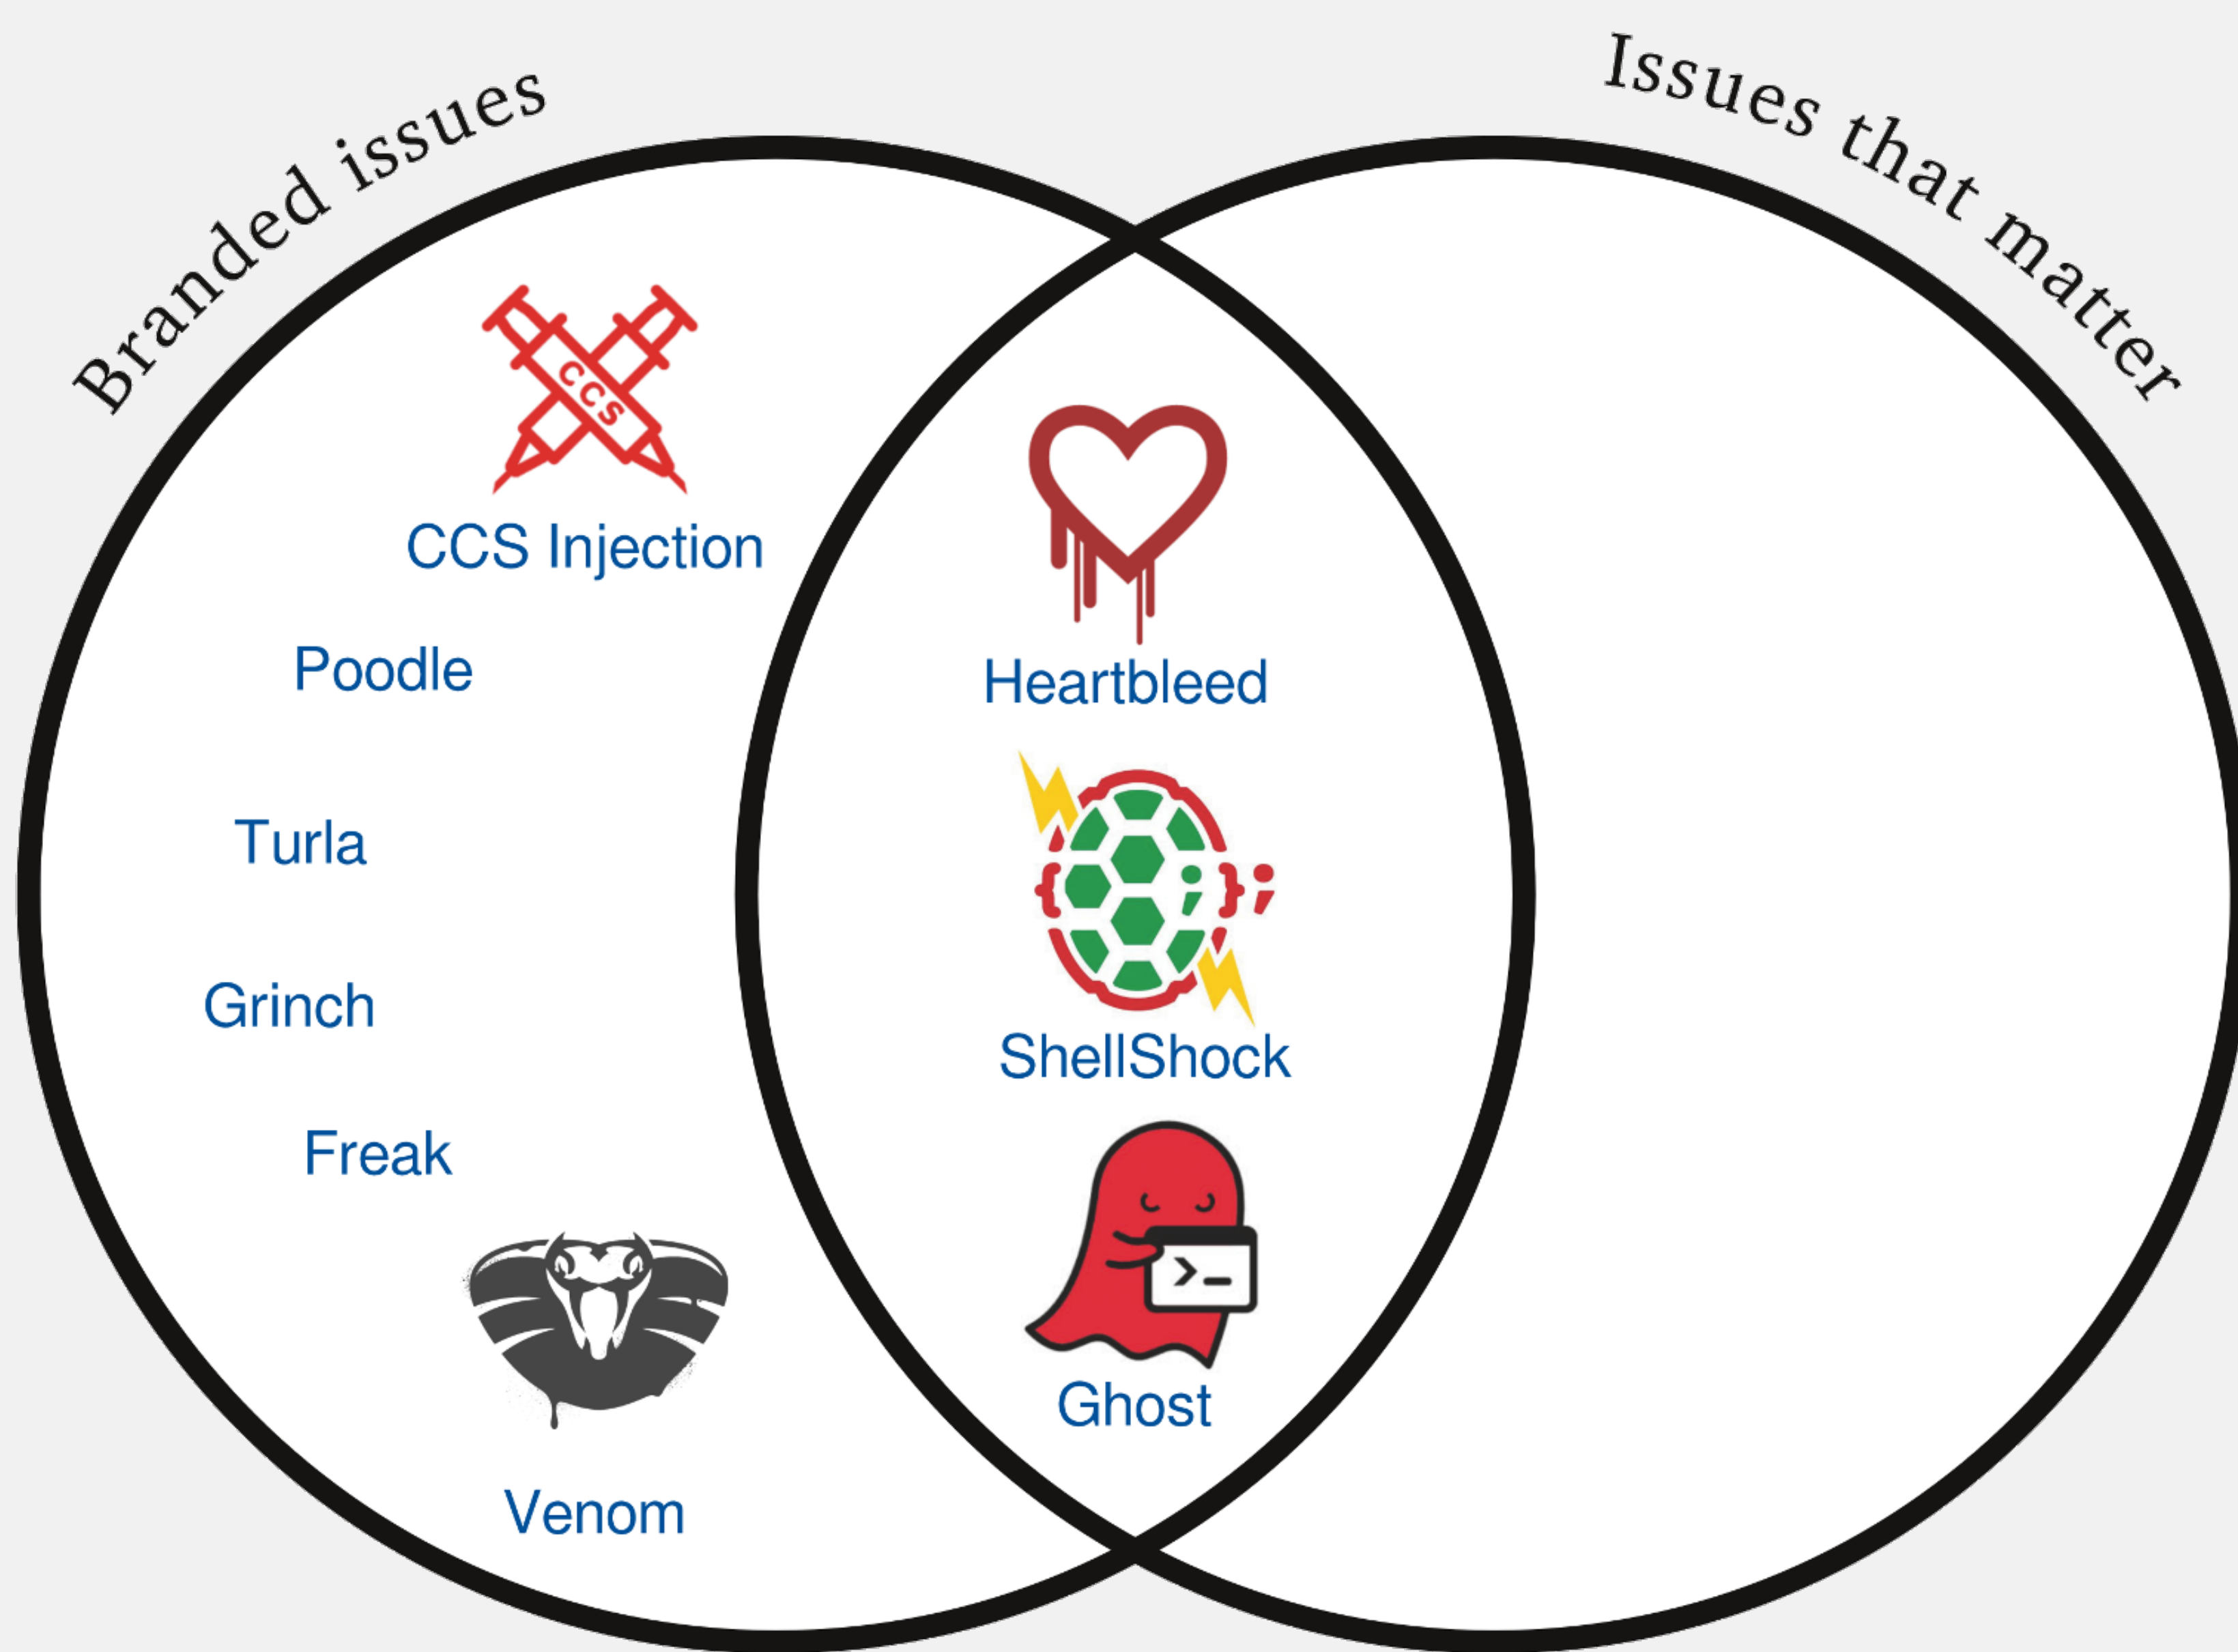 Branded issues
Issues that matter
CCS
CCS Injection
Poodle
Turla
Grinch
Freak
Venom
Heartbleed
{ ; };
ShellShock
>_
Ghost